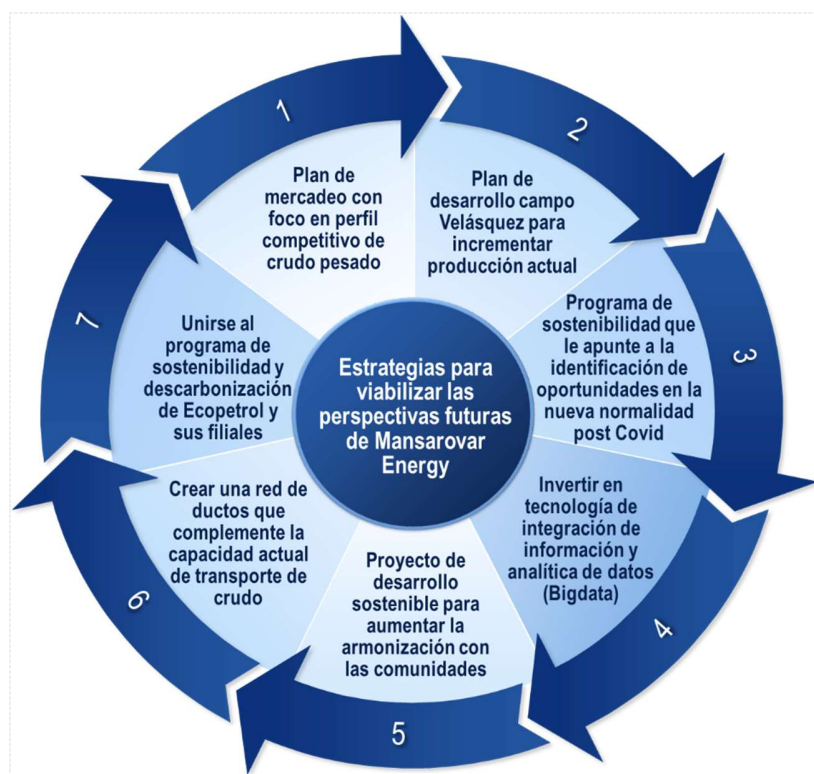 1
Plan de
mercadeo con
foco en perfil
competitivo de
crudo pesado
2
Plan de
desarrollo campo
Velásquez para
incrementar
producción actual
3
Programa de
sostenibilidad que
le apunte a la
identificación de
oportunidades en la
nueva normalidad
post Covid
4
Invertir en
tecnología de
integración de
información y
analítica de datos
(Bigdata)
5
Proyecto de
desarrollo
sostenible para
aumentar la
armonización con
las comunidades
6
Crear una red de
ductos que
complemente la
capacidad actual
de transporte de
crudo
7
Unirse al
programa de
sostenibilidad y
descarbonización
de Ecopetrol y
sus filiales
Estrategias para
viabilizar las
perspectivas futuras
de Mansarovar
Energy